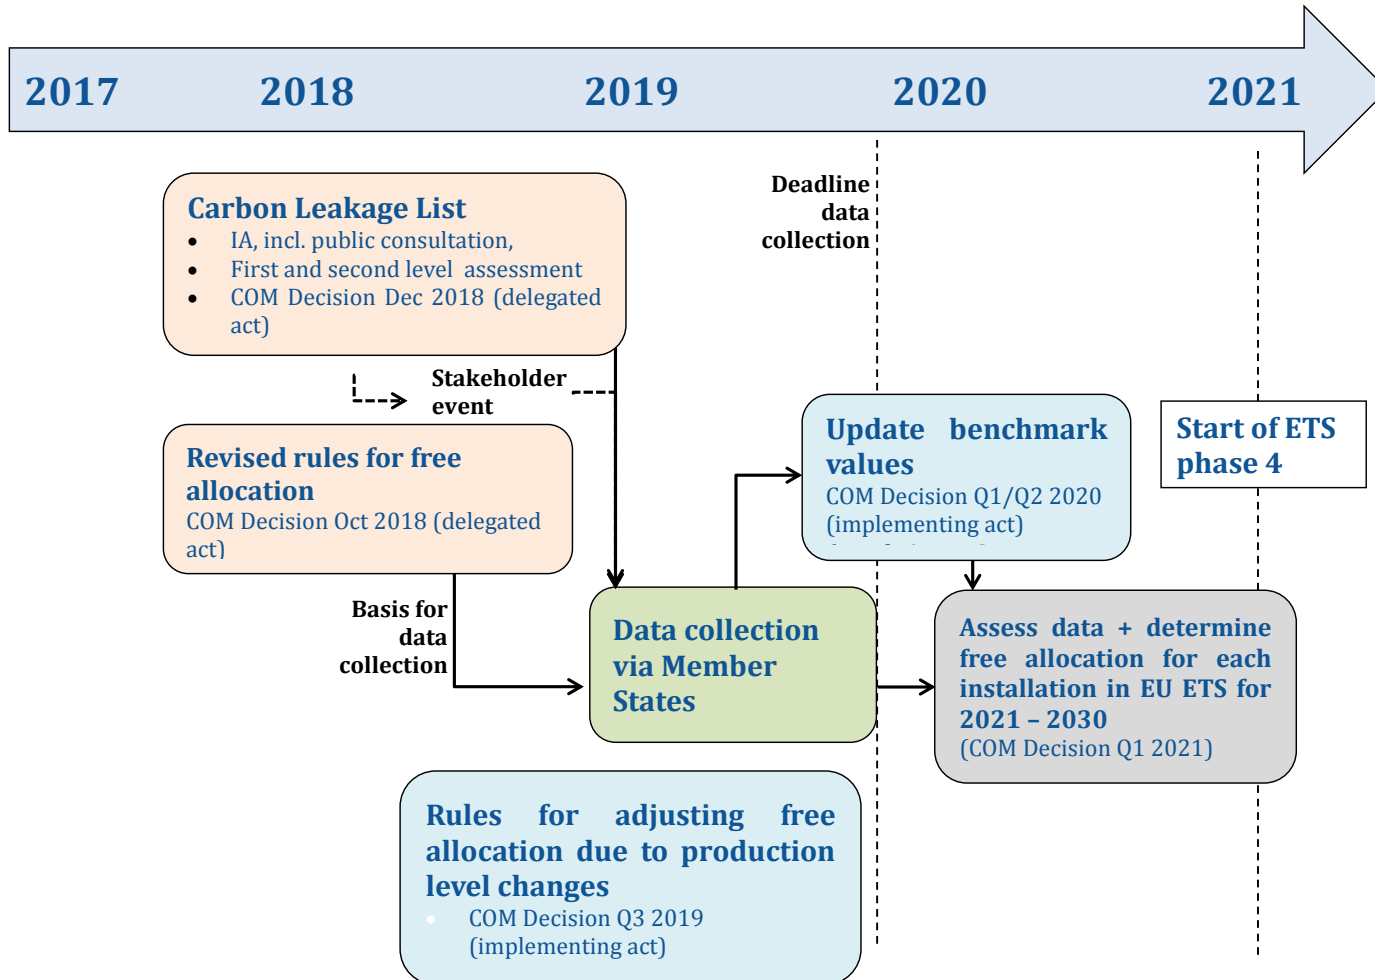 2017 2018 2019 2020 2021
Deadline
data
collection
Carbon Leakage List
• IA, incl. public consultation,
• First and second level assessment
• COM Decision Dec 2018 (delegated
act)
Stakeholder
event
Revised rules for free
allocation
COM Decision Oct 2018 (delegated
act)
Update benchmark
values
COM Decision Q1/Q2 2020
(implementing act)
Start of ETS
phase 4
Basis for
data
collection
Data collection
via Member
States
Assess data + determine
free allocation for each
installation in EU ETS for
2021 – 2030
(COM Decision Q1 2021)
Rules for adjusting free
allocation due to production
level changes
• COM Decision Q3 2019
(implementing act)